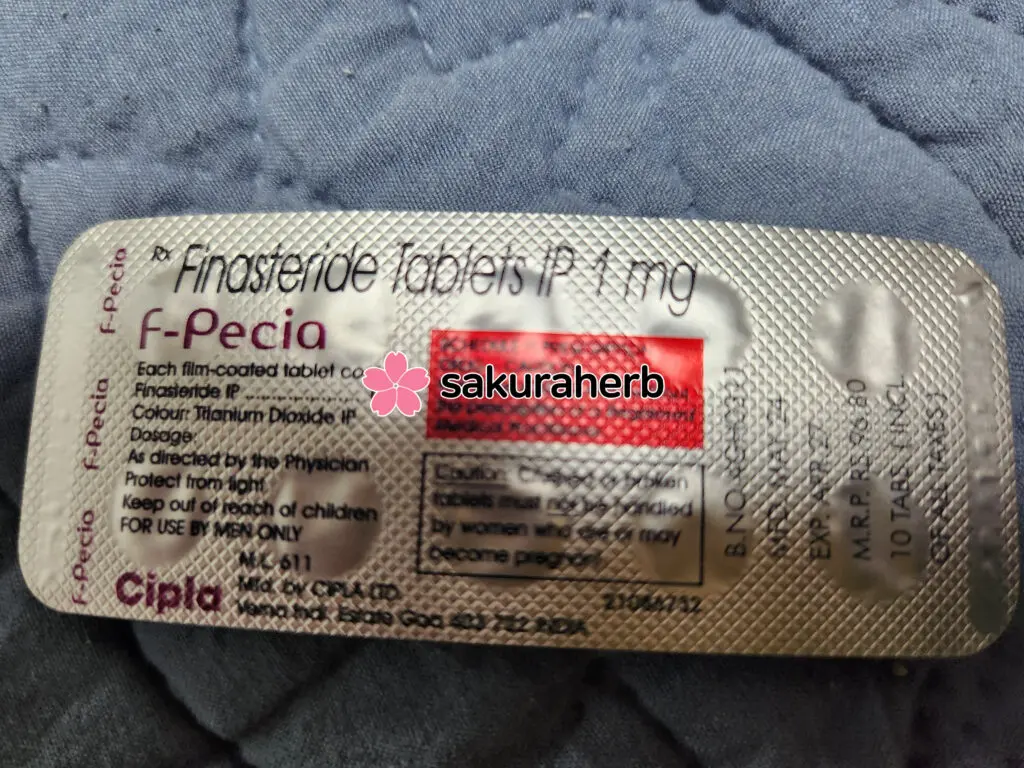 Rx Finasteride Tablets IP 1 mg
F-Pecia
Each film-coated tablet co
Finasteride IP ..............
Colour: Titanium Dioxide IP
Dosage:
As directed by the Physician
Protect from light
Keep out of reach of children
FOR USE BY MEN ONLY
M.L. 611
Cipla
Mfd. by CIPLA LTD.
Verna Indl. Estate Goa 403 722 INDIA
sakuraherb
Caution: Crushed or broken
tablets must not be handled
by women who are or may
become pregnant
21086752
MFD. MAY 24
EXP. APR. 27
M.R.P. RS. 96.80
10 TABS. (INCL.
OF ALL TAXES)
F-Pecia
F-Pecia
F-Pecia